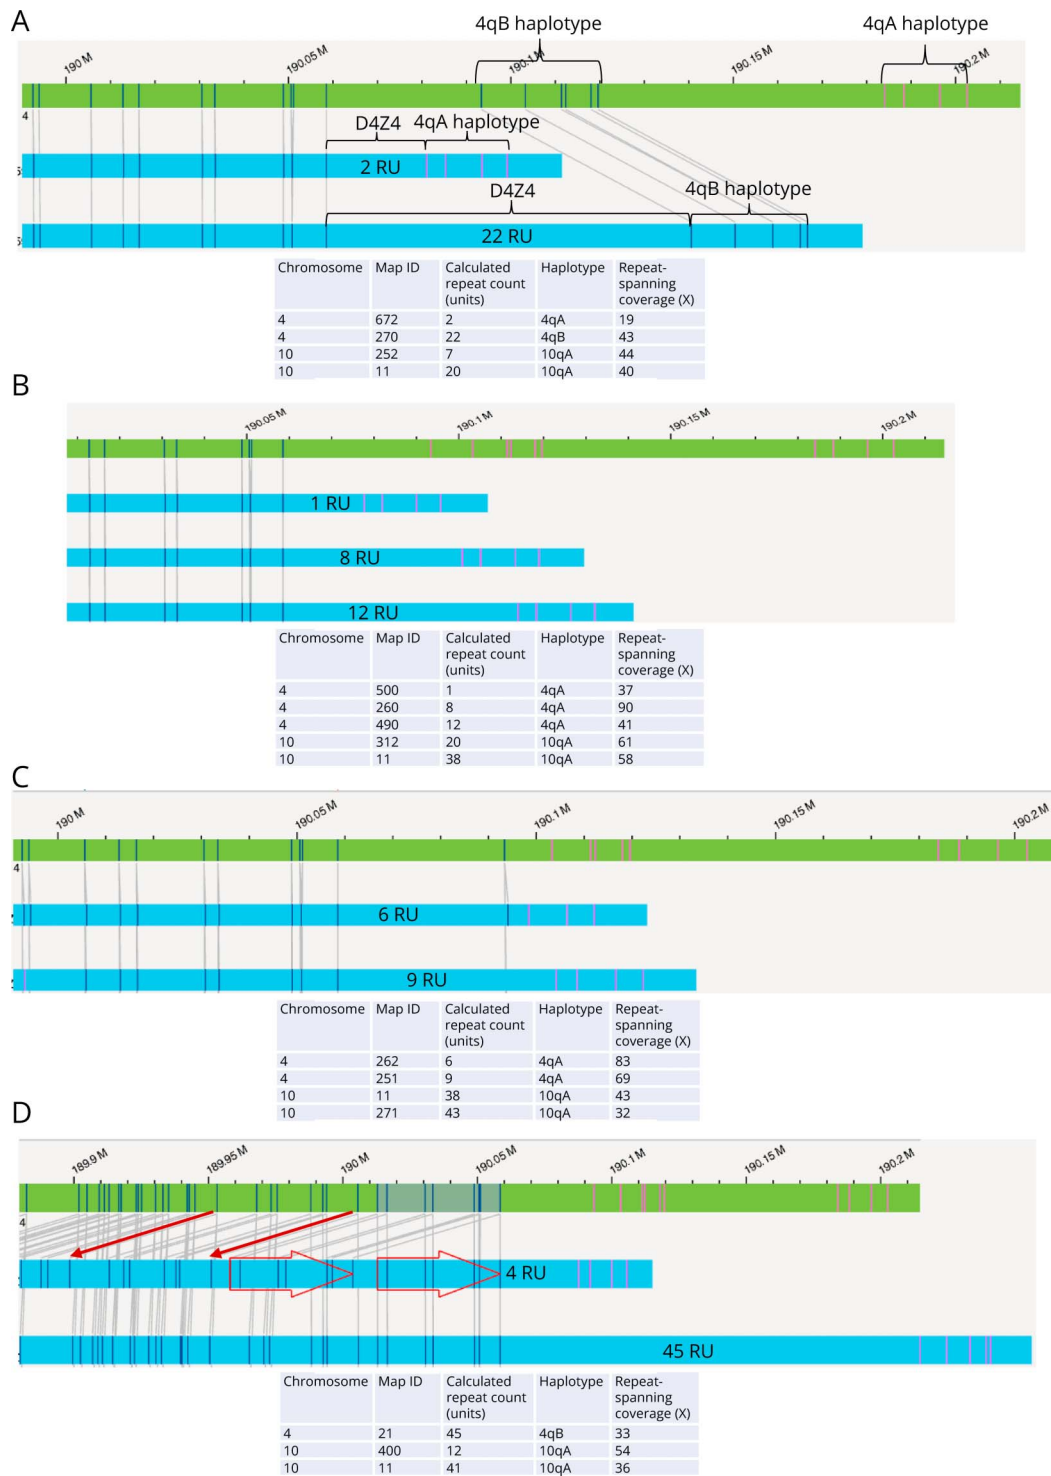 A
4qB haplotype
4qA haplotype
190 M
190.05 M
190.1 M
190.15 M
190.2 M
4
D4Z4
4qA haplotype
2 RU
D4Z4
4qB haplotype
22 RU
Chromosome Map ID Calculated repeat count (units) Haplotype Repeat-spanning coverage (X)
4 672 2 4qA 19
4 270 22 4qB 43
10 252 7 10qA 44
10 11 20 10qA 40
B
190.05 M
190.1 M
190.15 M
190.2 M
1 RU
8 RU
12 RU
Chromosome Map ID Calculated repeat count (units) Haplotype Repeat-spanning coverage (X)
4 500 1 4qA 37
4 260 8 4qA 90
4 490 12 4qA 41
10 312 20 10qA 61
10 11 38 10qA 58
C
190 M
190.05 M
190.1 M
190.15 M
190.2 M
4
6 RU
9 RU
Chromosome Map ID Calculated repeat count (units) Haplotype Repeat-spanning coverage (X)
4 262 6 4qA 83
4 251 9 4qA 69
10 11 38 10qA 43
10 271 43 10qA 32
D
189.9 M
189.95 M
190 M
190.05 M
190.1 M
190.15 M
190.2 M
4
4 RU
45 RU
Chromosome Map ID Calculated repeat count (units) Haplotype Repeat-spanning coverage (X)
4 21 45 4qB 33
10 400 12 10qA 54
10 11 41 10qA 36